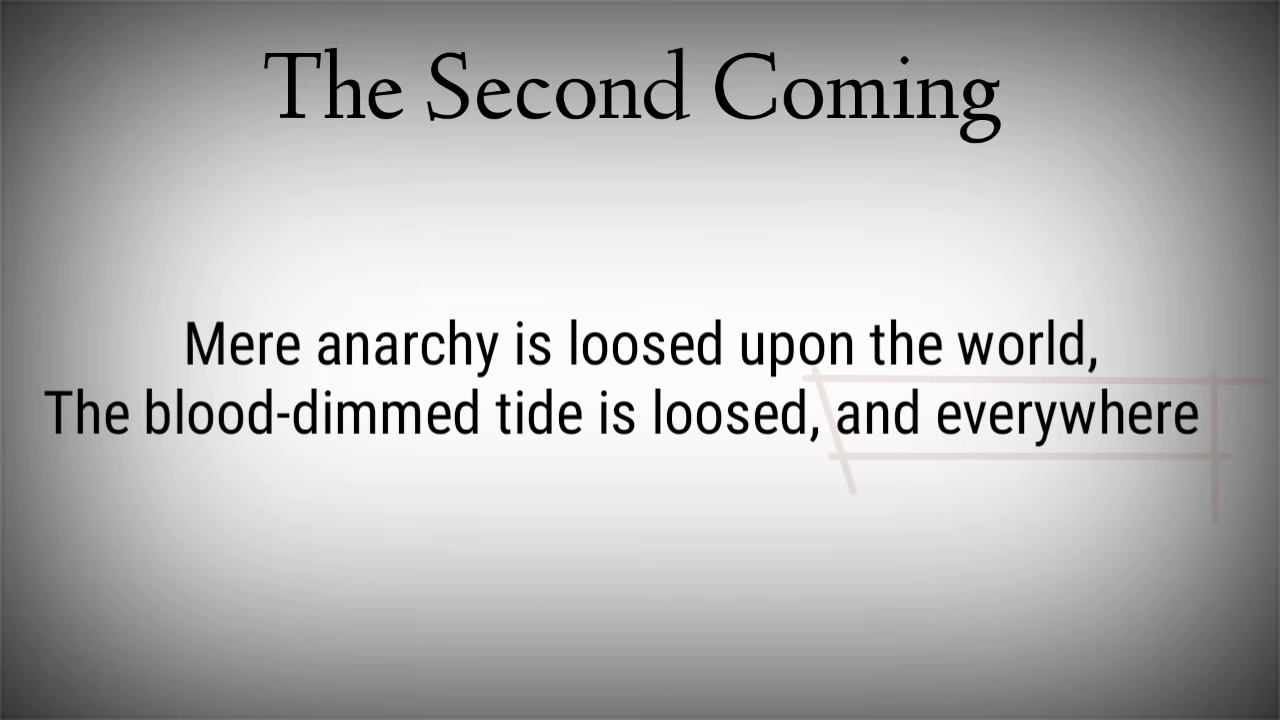 The Second Coming
Mere anarchy is loosed upon the world,
The blood-dimmed tide is loosed, and everywhere